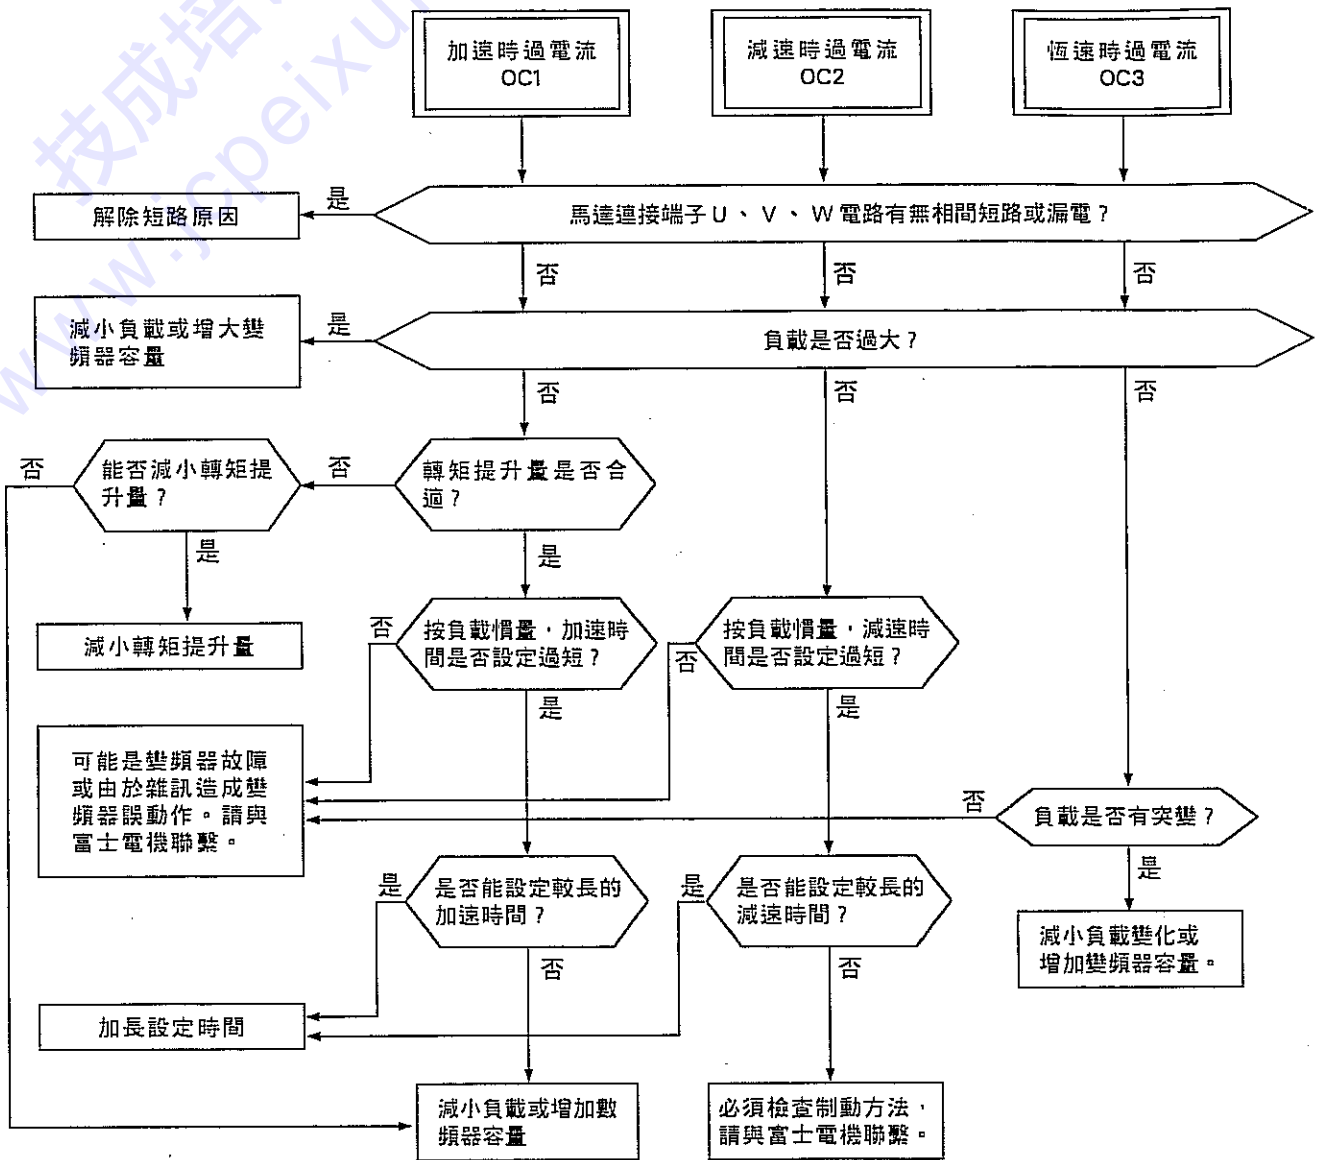 加速時過電流
OC1
減速時過電流
OC2
恆速時過電流
OC3
解除短路原因
是
馬達連接端子U、V、W電路有無相間短路或漏電？
否
否
否
減小負載或增大變
頻器容量
是
負載是否過大？
否
否
否
否
能否減小轉矩提
升量？
否
轉矩提升量是否合
適？
是
是
減小轉矩提升量
否
按負載慣量，加速時
間是否設定過短？
否
按負載慣量，減速時
間是否設定過短？
是
是
可能是變頻器故障
或由於雜訊造成變
頻器誤動作。請與
富士電機聯繫。
否
負載是否有突變？
是
是
是否能設定較長的
加速時間？
是
是否能設定較長的
減速時間？
減小負載變化或
增加變頻器容量。
否
否
加長設定時間
減小負載或增加數
頻器容量
必須檢查制動方法，
請與富士電機聯繫。
技成培
www.jcpeixu